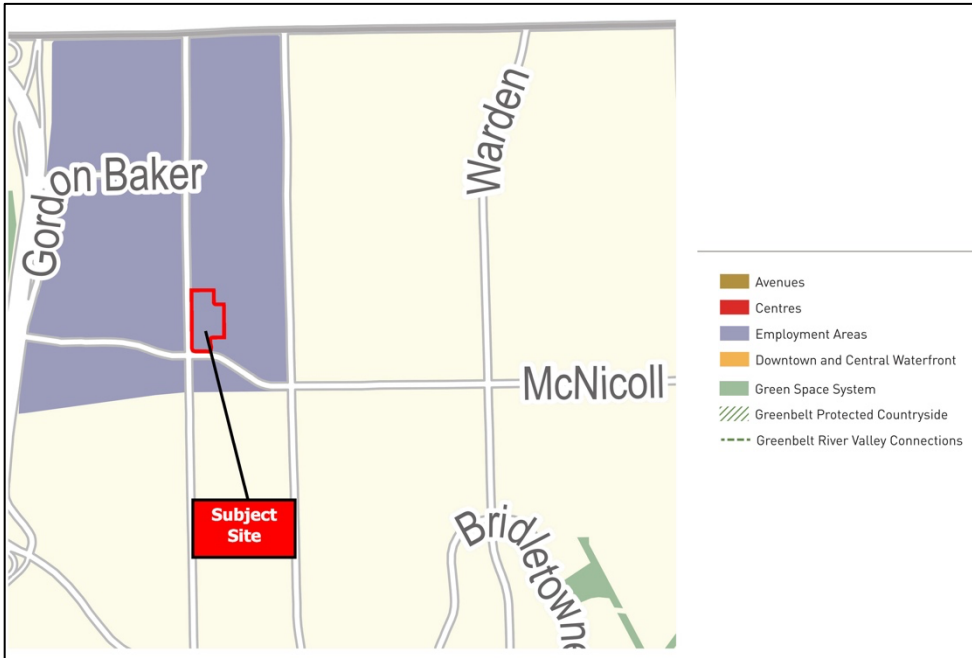 Gordon Baker
Warden
McNicoll
Bridletowne
Subject
Site
Avenues
Centres
Employment Areas
Downtown and Central Waterfront
Green Space System
Greenbelt Protected Countryside
Greenbelt River Valley Connections